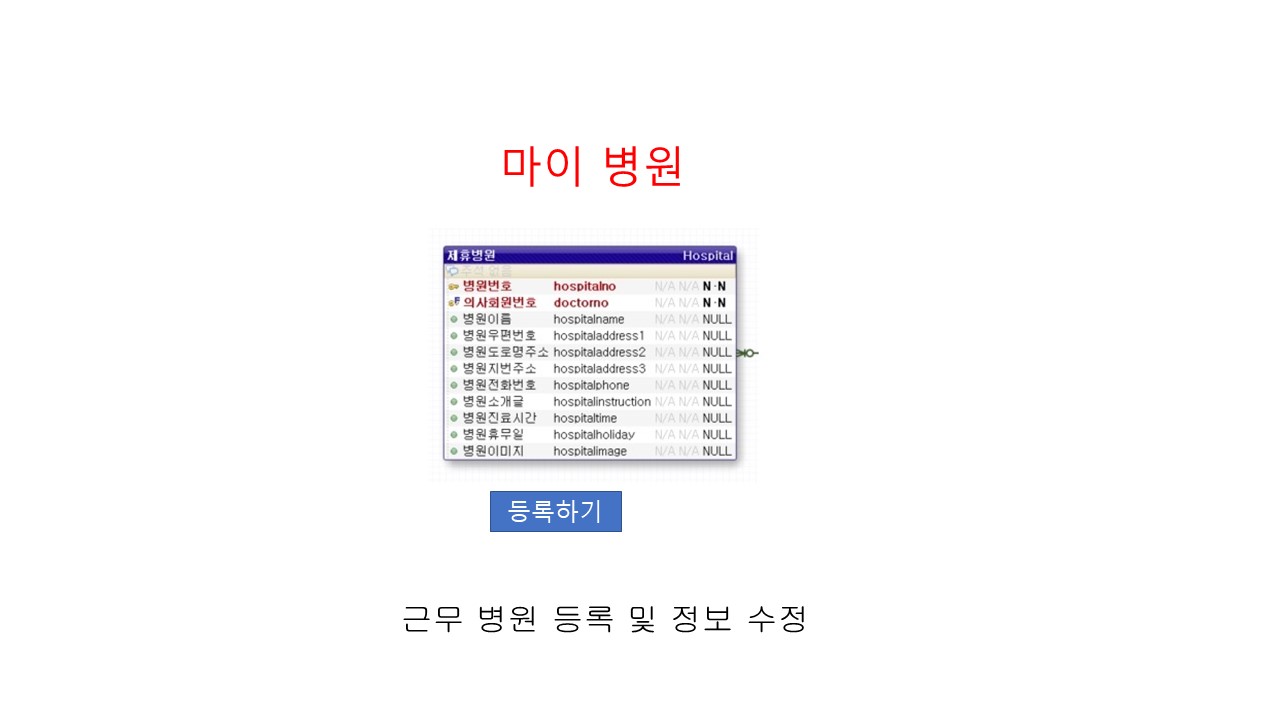 마이 병원
제휴병원 Hospital
주석 없음
병원번호 hospitalno N/A N/A N-N
의사회원번호 doctorno N/A N/A N-N
병원이름 hospitalname N/A N/A NULL
병원우편번호 hospitaladdress1 N/A N/A NULL
병원도로명주소 hospitaladdress2 N/A N/A NULL
병원지번주소 hospitaladdress3 N/A N/A NULL
병원전화번호 hospitalphone N/A N/A NULL
병원소개글 hospitalinstruction N/A N/A NULL
병원진료시간 hospitaltime N/A N/A NULL
병원휴무일 hospitalholiday N/A N/A NULL
병원이미지 hospitalimage N/A N/A NULL
등록하기
근무 병원 등록 및 정보 수정